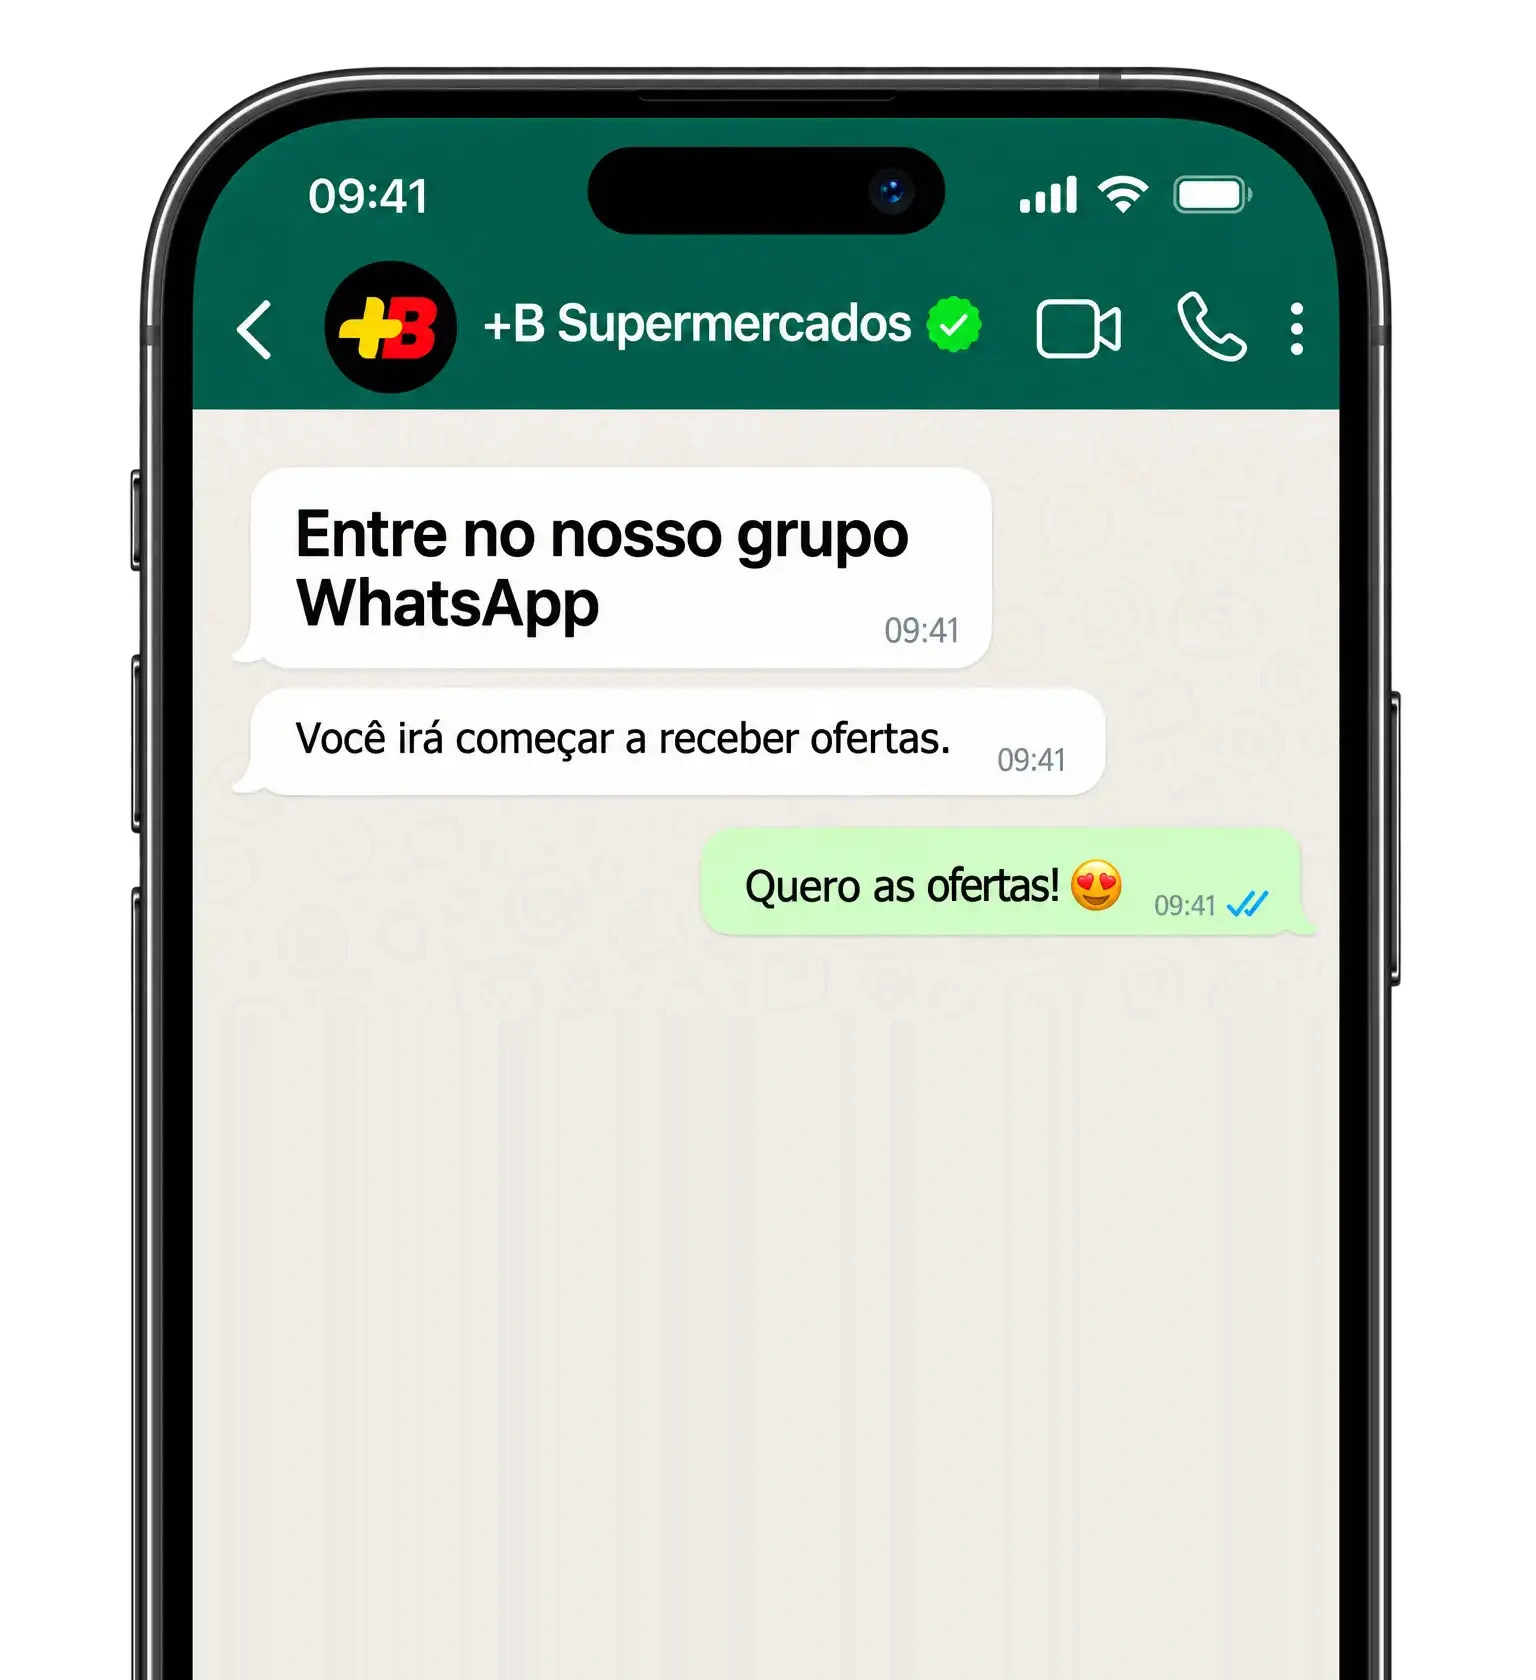 09:41
+B
+B Supermercados
Entre no nosso grupo
WhatsApp
09:41
Você irá começar a receber ofertas.
09:41
Quero as ofertas! 😍
09:41